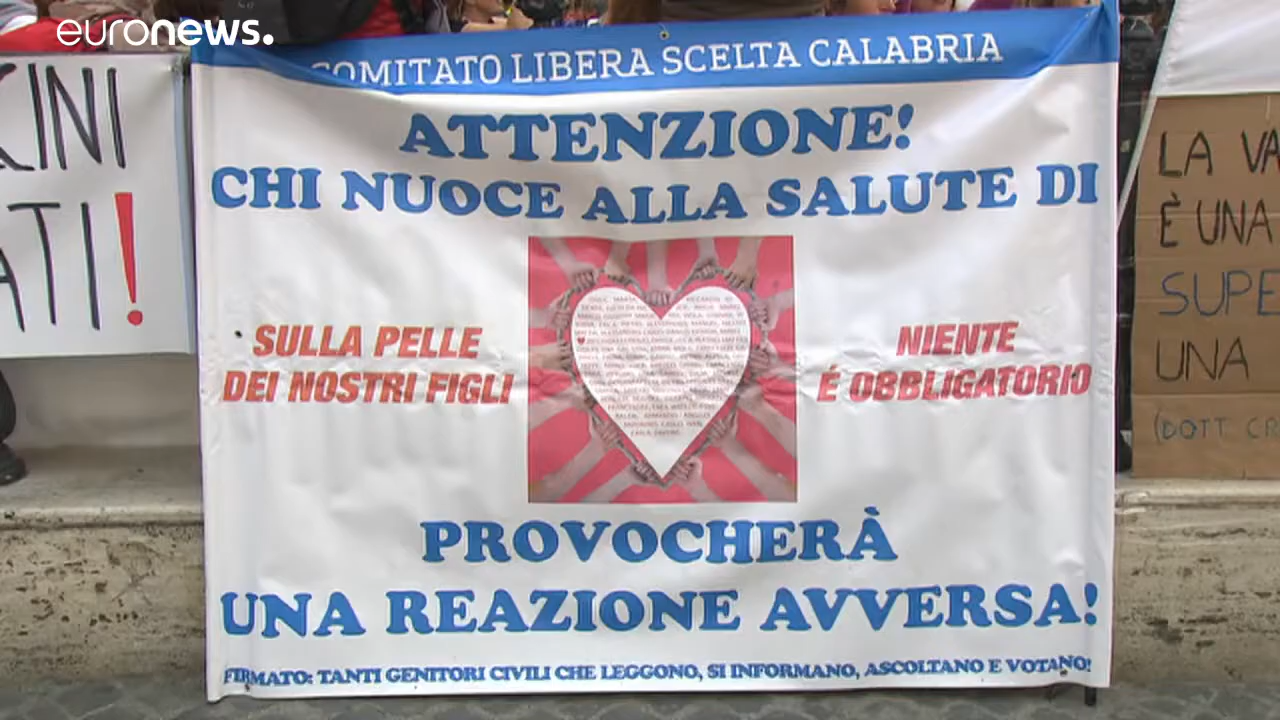 euronews.
COMITATO LIBERA SCELTA CALABRIA
ATTENZIONE!
CHI NUOCE ALLA SALUTE DI
SULLA PELLE
DEI NOSTRI FIGLI
NIENTE
É OBBLIGATORIO
PROVOCHERÀ
UNA REAZIONE AVVERSA!
FIRMATO: TANTI GENITORI CIVILI CHE LEGGONO, SI INFORMANO, ASCOLTANO E VOTANO!
CINI
ATI!
LA VA
È UNA
SUPE
UNA
(DOTT CR